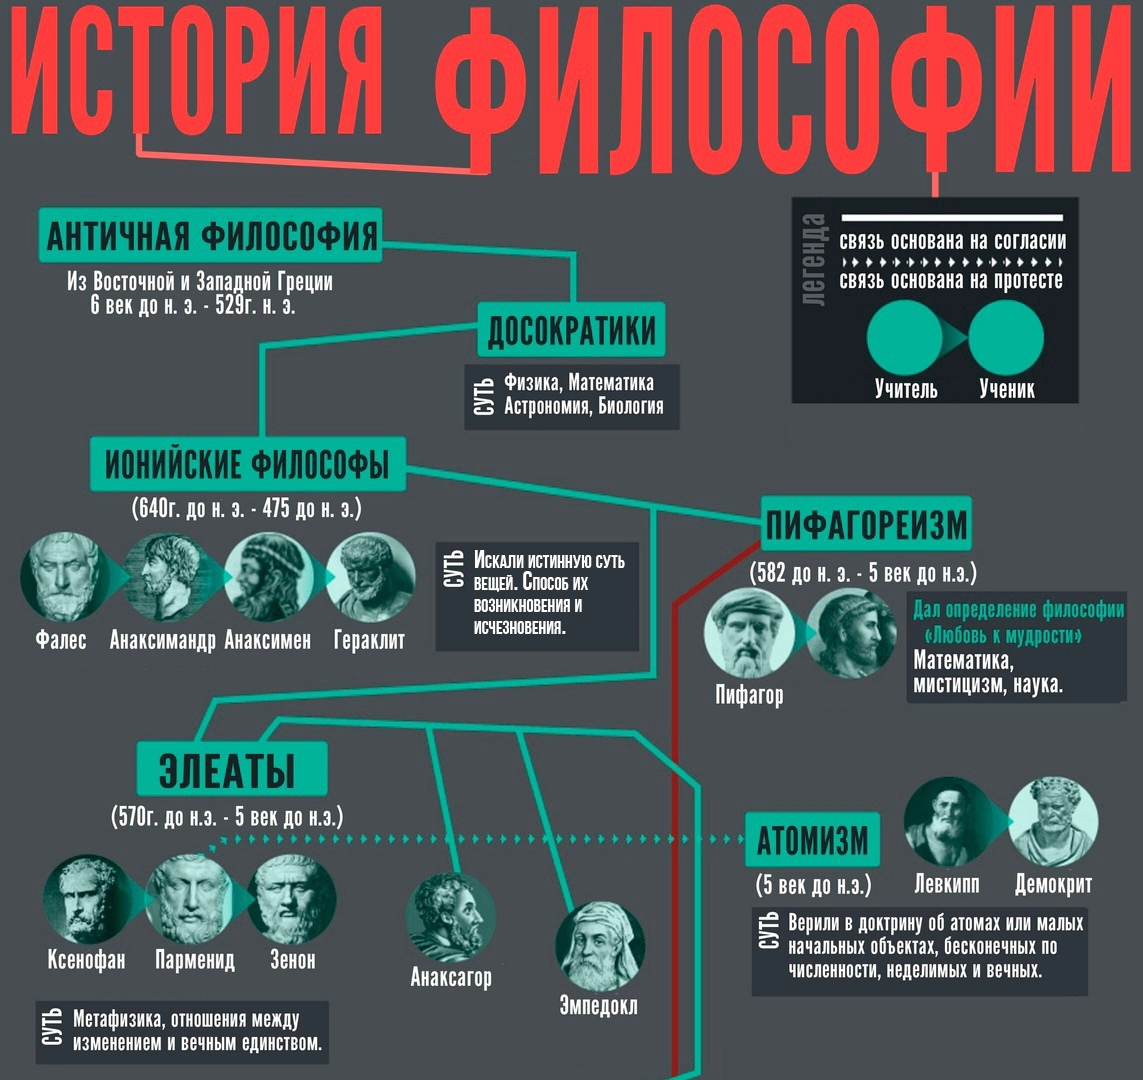 ИСТОРИЯ ФИЛОСОФИИ
АНТИЧНАЯ ФИЛОСОФИЯ
Из Восточной и Западной Греции
6 век до н. э. - 529г. н. э.
легенда
связь основана на согласии
связь основана на протесте
Учитель
Ученик
ДОСОКРАТИКИ
СУТЬ
Физика, Математика
Астрономия, Биология
ИОНИЙСКИЕ ФИЛОСОФЫ
(640г. до н. э. - 475 до н. э.)
Фалес
Анаксимандр
Анаксимен
Гераклит
СУТЬ
Искали истинную суть
вещей. Способ их
возникновения и
исчезновения.
ПИФАГОРЕИЗМ
(582 до н. э. - 5 век до н.э.)
Пифагор
Дал определение философии
«Любовь к мудрости»
Математика,
мистицизм, наука.
ЭЛЕАТЫ
(570г. до н.э. - 5 век до н.э.)
Ксенофан
Парменид
Зенон
СУТЬ
Метафизика, отношения между
изменением и вечным единством.
Анаксагор
Эмпедокл
АТОМИЗМ
(5 век до н.э.)
Левкипп
Демокрит
СУТЬ
Верили в доктрину об атомах или малых
начальных объектах, бесконечных по
численности, неделимых и вечных.